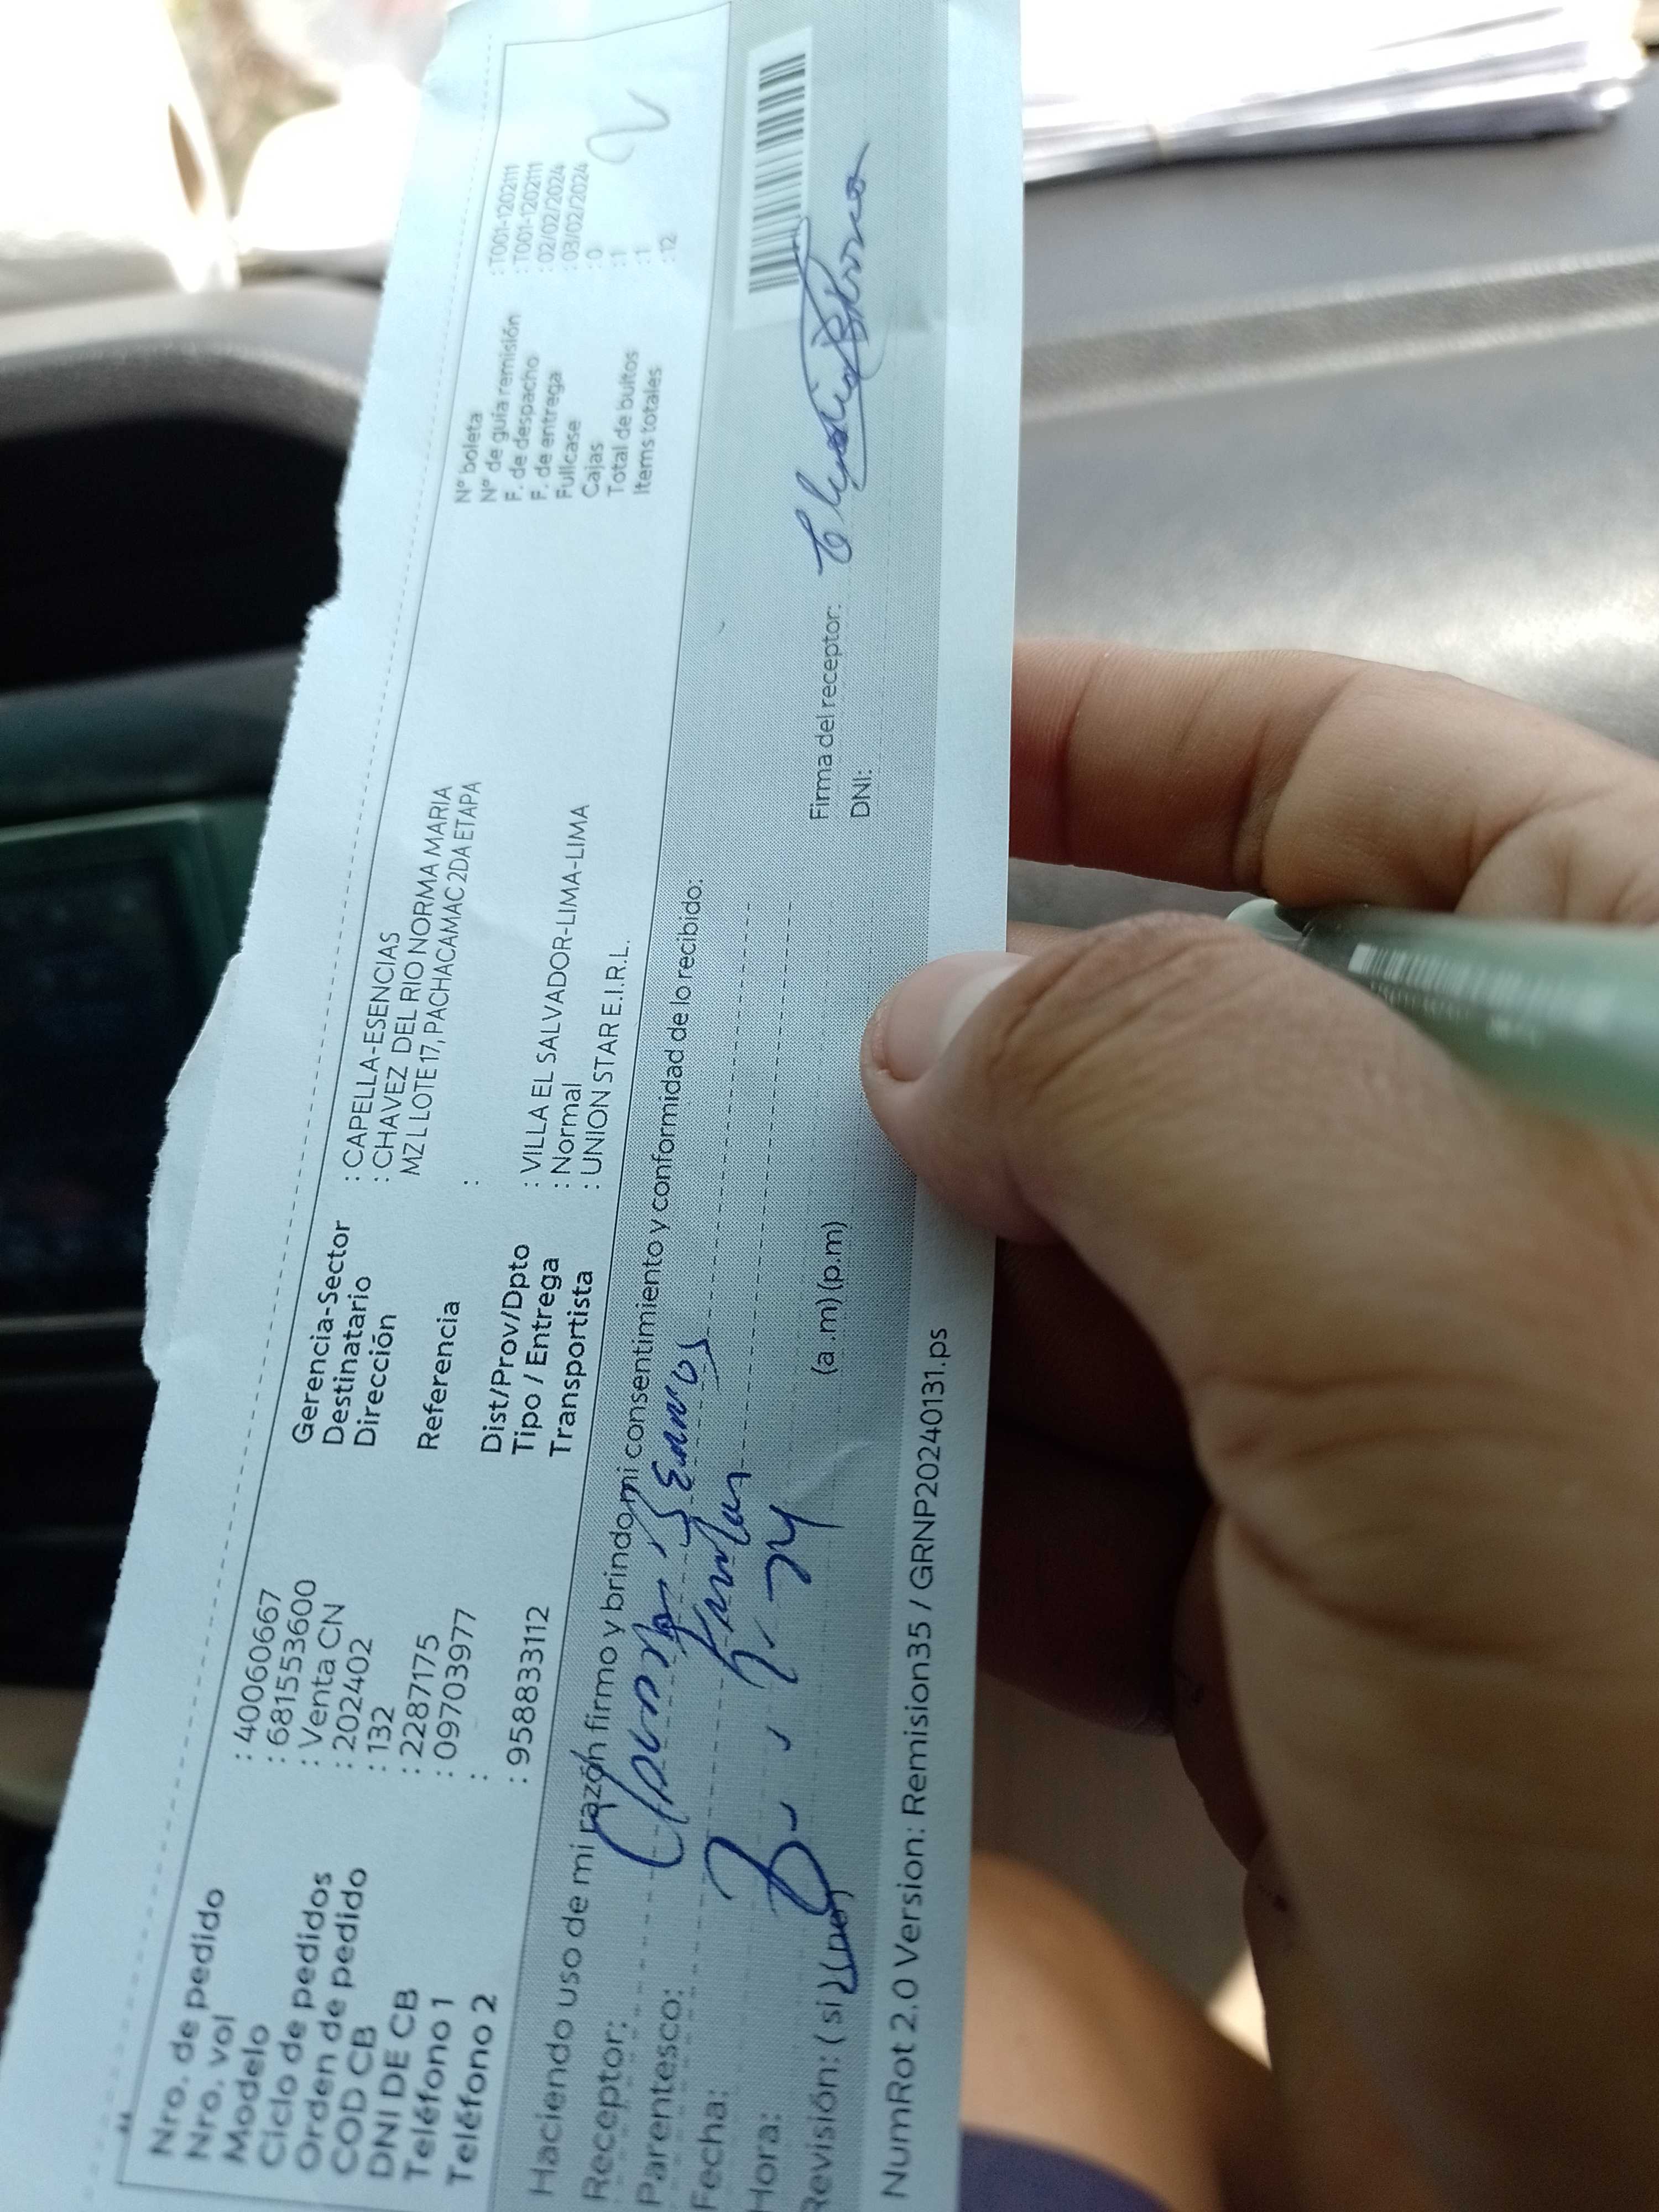 Nro. de pedido : 40060667
Nro. vol : 681553600
Modelo : Venta CN
Ciclo de pedidos : 202402
Orden de pedido : 132
COD CB : 2287175
DNI DE CB : 09703977
Teléfono 1 :
Teléfono 2 : 958833112
Gerencia-Sector : CAPELLA-ESENCIAS
Destinatario : CHAVEZ DEL RIO NORMA MARIA
Dirección MZ L LOTE 17, PACHACAMAC 2DA ETAPA
Referencia :
Dist/Prov/Dpto : VILLA EL SALVADOR-LIMA-LIMA
Tipo / Entrega : Normal
Transportista : UNION STAR E.I.R.L.
N° boleta : T001-1202111
N° de guía remisión : T001-1202111
F. de despacho : 02/02/2024
F. de entrega : 03/02/2024
Fullcase : 0
Cajas : 1
Total de bultos : 1
Items totales : 12
2
Haciendo uso de mi razón firmo y brindo mi consentimiento y conformidad de lo recibido:
Receptor:
Parentesco:
Fecha:
Hora: (a.m) (p.m)
Revisión: ( si )
Firma del receptor:
DNI:
NumRot 2.0 Version: Remision35 / GRNP20240131.ps